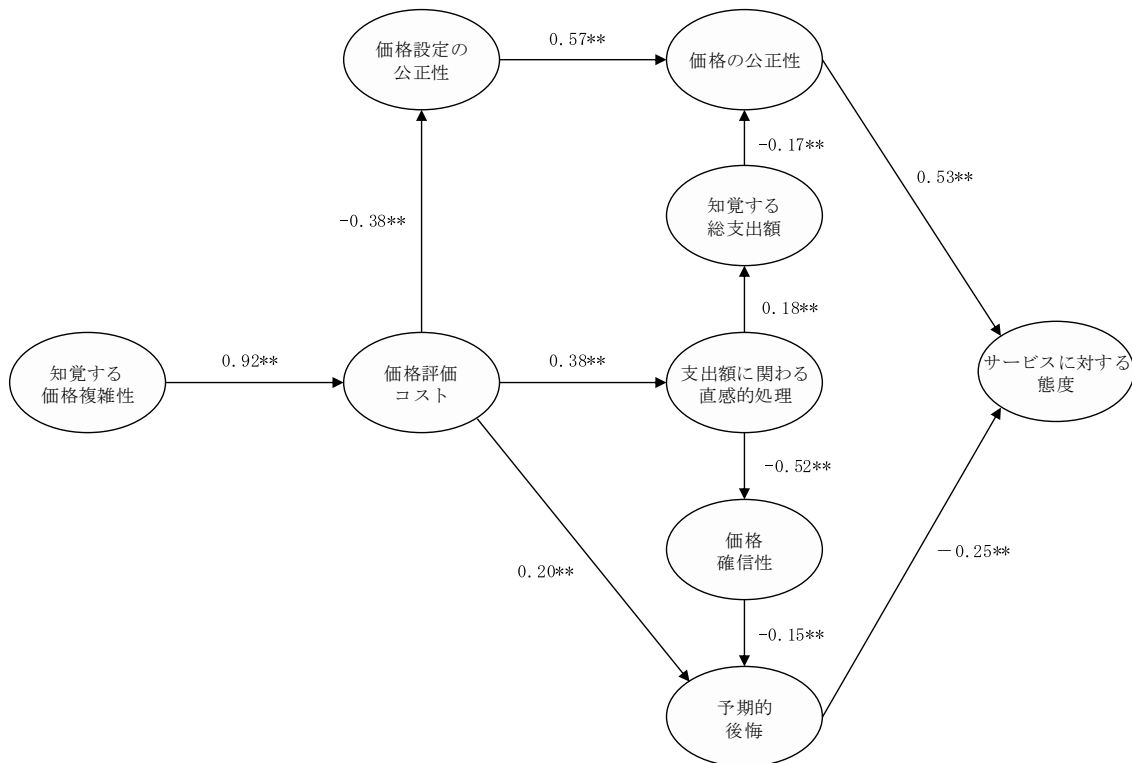 価格設定の
公正性
0.57**
価格の公正性
-0.17**
0.53**
知覚する
総支出額
-0.38**
0.18**
知覚する
価格複雑性
0.92**
価格評価
コスト
0.38**
支出額に関わる
直感的処理
サービスに対する
態度
-0.52**
価格
確信性
0.20**
－0.25**
-0.15**
予期的
後悔